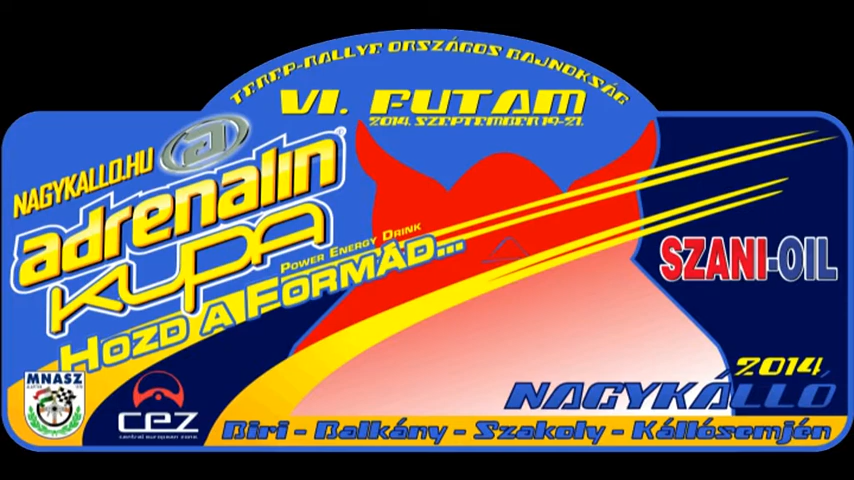 TEREP-RALLYE ORSZÁGOS BAJNOKSÁG
VI. FUTAM
2014. SZEPTEMBER 19-21.
NAGYKALLO.HU
a
adrenalin®
KUPA
POWER ENERGY DRINK
HOZD A FORMÁD...
SZANI-OIL
MNASZ
CEZ
central european zone
2014.
NAGYKÁLLÓ
Biri - Balkány - Szakoly - Kállósemjén